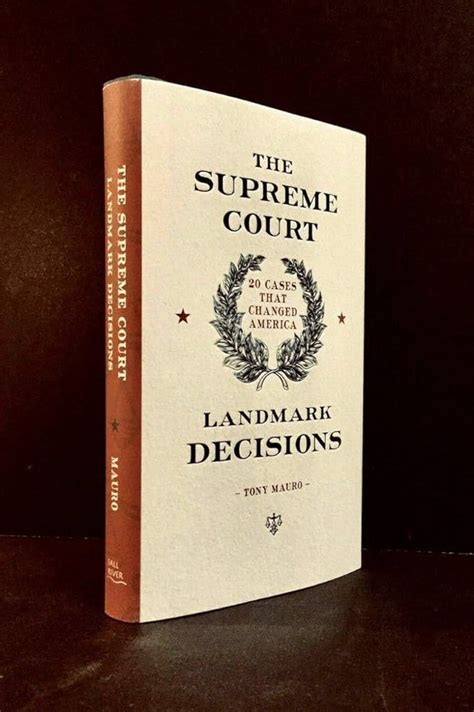 THE SUPREME COURT
LANDMARK DECISIONS
MAURO
FALL
RIVER
THE
SUPREME
COURT
20 CASES
THAT
CHANGED
AMERICA
LANDMARK
DECISIONS
– TONY MAURO –